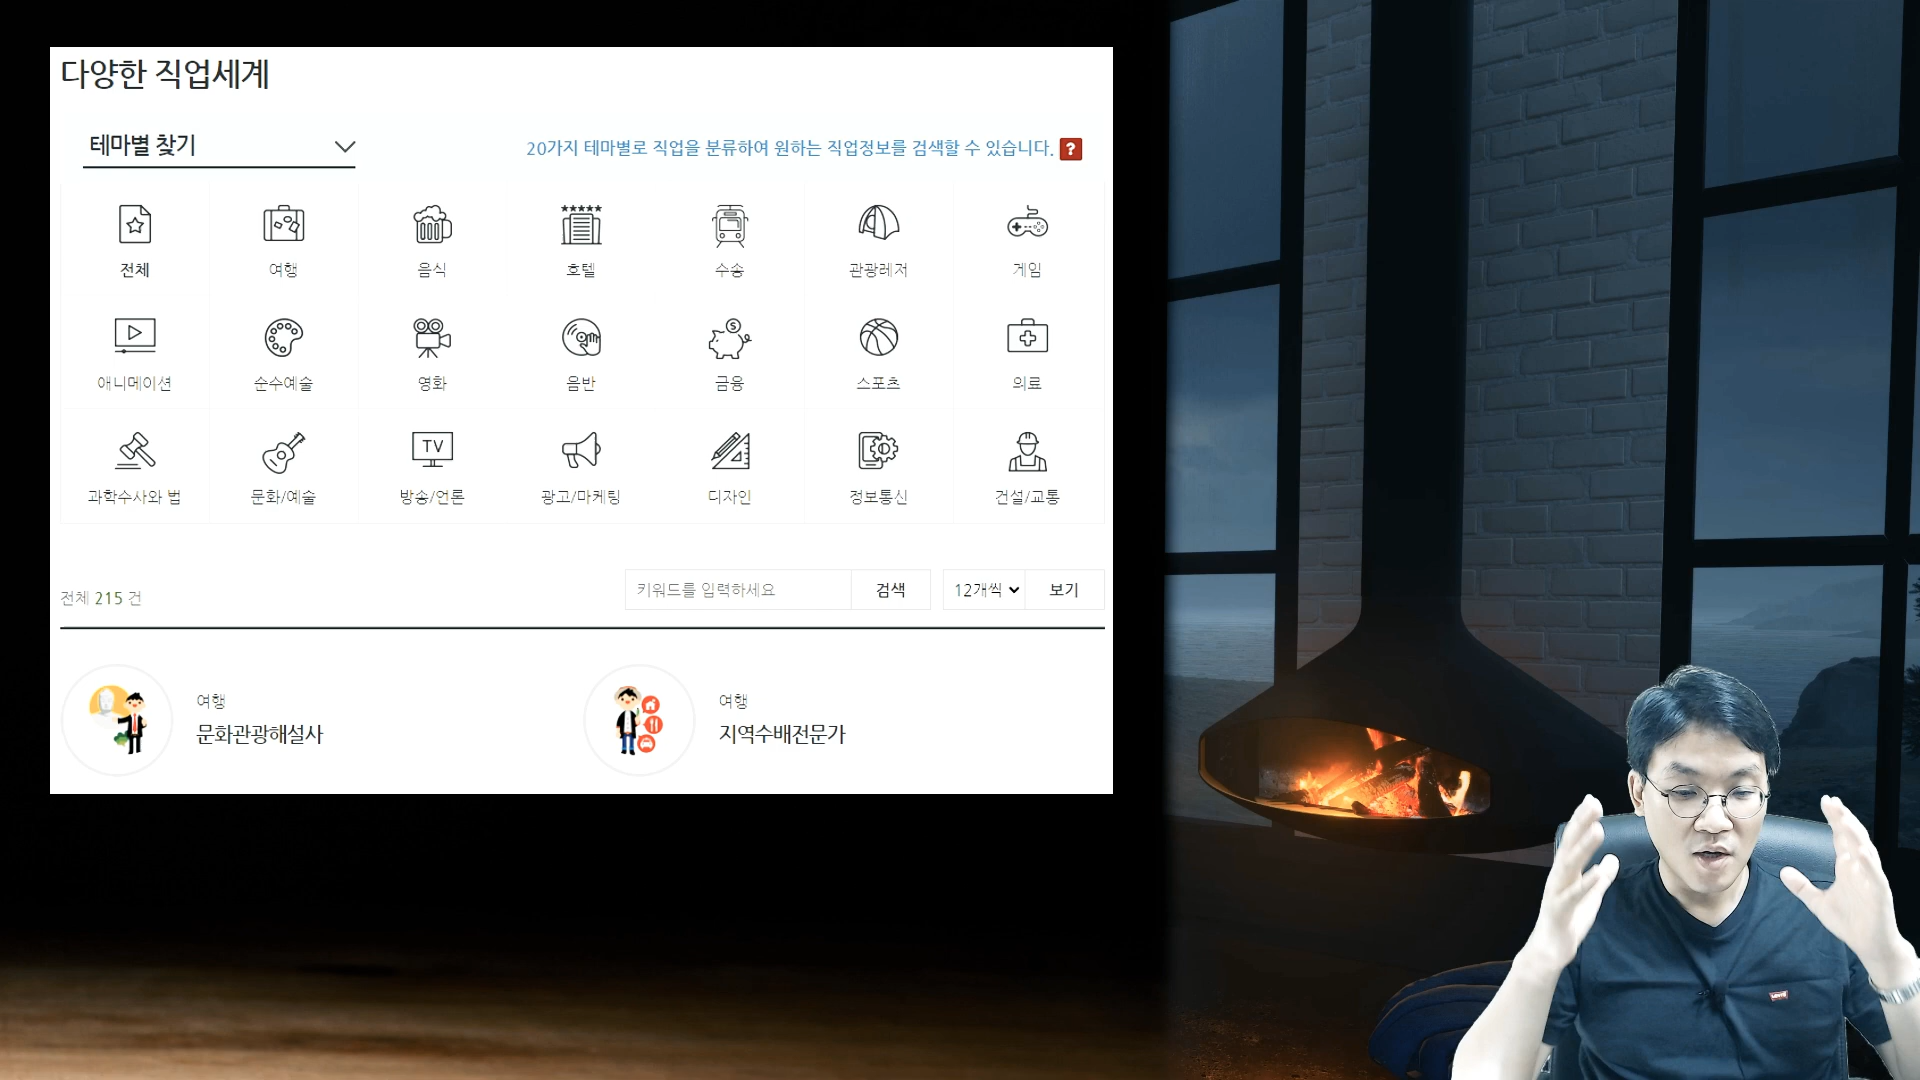 다양한 직업세계
테마별 찾기
20가지 테마별로 직업을 분류하여 원하는 직업정보를 검색할 수 있습니다. ?
전체 여행 음식 호텔 수송 관광레저 게임
애니메이션 순수예술 영화 음반 금융 스포츠 의료
TV
과학수사와 법 문화/예술 방송/언론 광고/마케팅 디자인 정보통신 건설/교통
전체 215 건 키워드를 입력하세요 검색 12개씩 보기
여행 여행
문화관광해설사 지역수배전문가